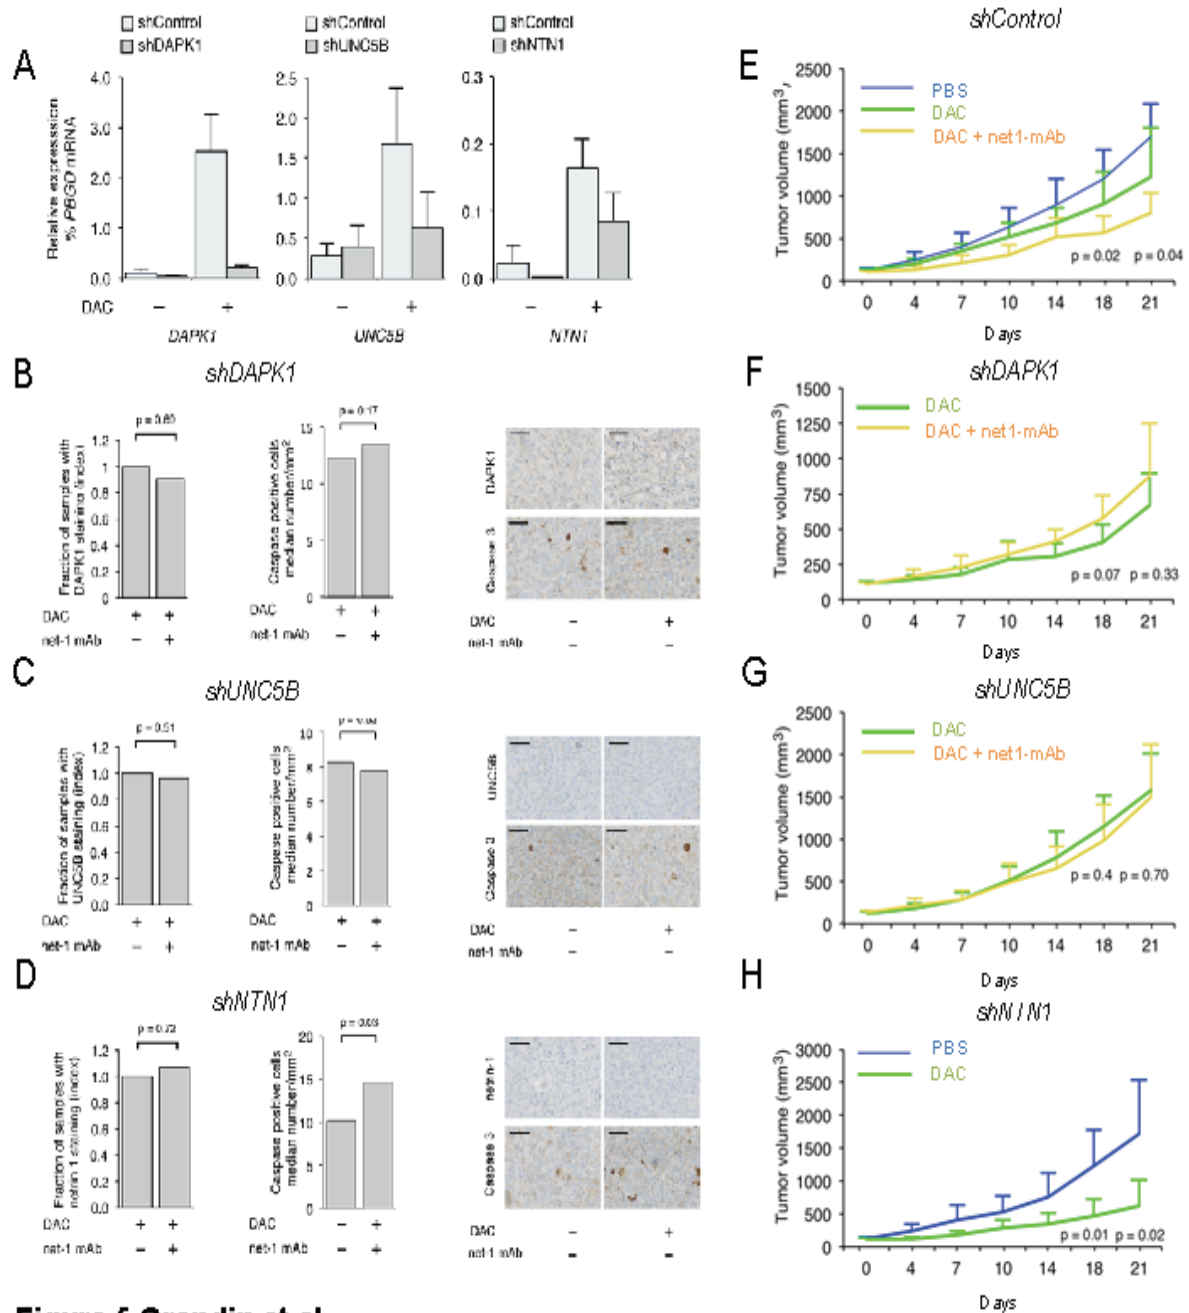 shControl
shDAPK1
shControl
shUNC5B
shControl
shNTN1
A
Relative expresssion
% PBGD mRNA
4.0
3.0
2.0
1.0
0.0
2.5
2.0
1.5
1.0
0.5
0.0
0.3
0.2
0.1
0.0
DAC
− + − + − +
DAPK1 UNC5B NTN1
B
shDAPK1
Fraction of samples with
DAPK1 staining (index)
1.2
1
0.8
0.6
0.4
0.2
0
DAC + +
net-1 mAb − +
Caspase positive cells
median number/mm2
p = 0.17
15
10
5
0
DAC + +
net-1 mAb − +
DAPK1
Caspase 3
DAC − +
net-1 mAb − −
C
shUNC5B
Fraction of samples with
UNC5B staining (index)
p = 0.51
1.2
1.0
0.8
0.6
0.4
0.2
0.0
DAC + +
net-1 mAb − +
Caspase positive cells
median number/mm2
10
8
6
4
2
0
DAC + +
net-1 mAb − +
UNC5B
Caspase 3
DAC − +
net-1 mAb − −
D
shNTN1
Fraction of samples with
netrin 1 staining (index)
p = 0.72
1.2
1.0
0.8
0.6
0.4
0.2
0.0
DAC + +
net-1 mAb − +
Caspase positive cells
median number/mm2
p = 0.03
20
15
10
5
0
DAC − +
net-1 mAb − +
netrin-1
Caspase 3
DAC − +
net-1 mAb − −
shControl
E
Tumor volume (mm3)
2500
2000
1500
1000
500
0
PBS
DAC
DAC + net1-mAb
p = 0.02 p = 0.04
0 4 7 10 14 18 21
Days
F
shDAPK1
Tumor volume (mm3)
1500
1250
1000
750
500
250
0
DAC
DAC + net1-mAb
p = 0.07 p = 0.33
0 4 7 10 14 18 21
Days
G
shUNC5B
Tumor volume (mm3)
2500
2000
1500
1000
500
0
DAC
DAC + net1-mAb
p = 0.4 p = 0.70
0 4 7 10 14 18 21
Days
H
shNTN1
Tumor volume (mm3)
3000
2500
2000
1500
1000
500
0
PBS
DAC
p = 0.01 p = 0.02
0 4 7 10 14 18 21
Days